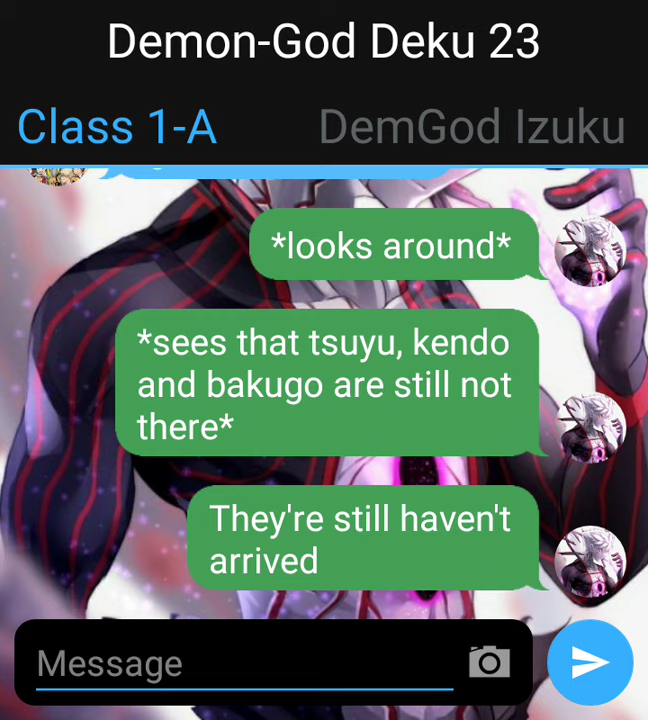 Demon-God Deku 23
Class 1-A
DemGod Izuku
*looks around*
*sees that tsuyu, kendo
and bakugo are still not
there*
They're still haven't
arrived
Message